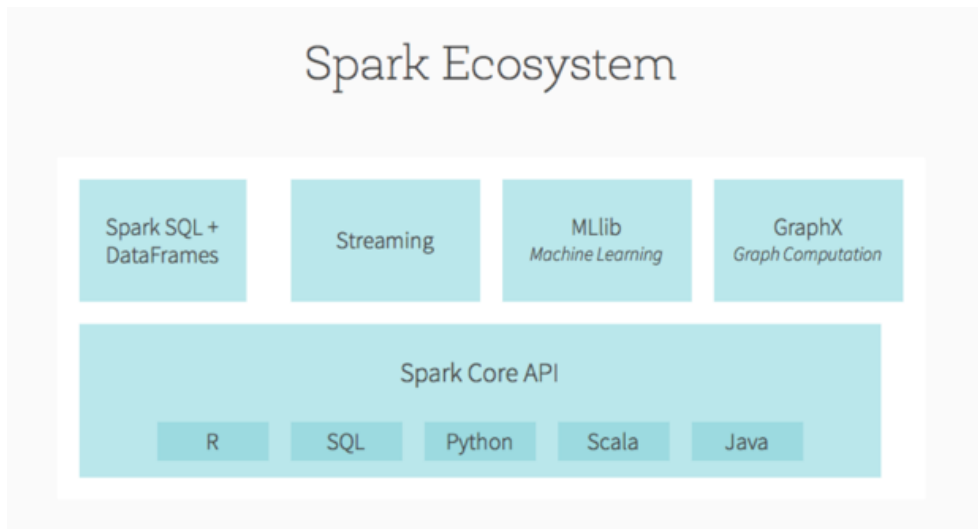 Spark Ecosystem
Spark SQL +
DataFrames
Streaming
MLlib
Machine Learning
GraphX
Graph Computation
Spark Core API
R
SQL
Python
Scala
Java